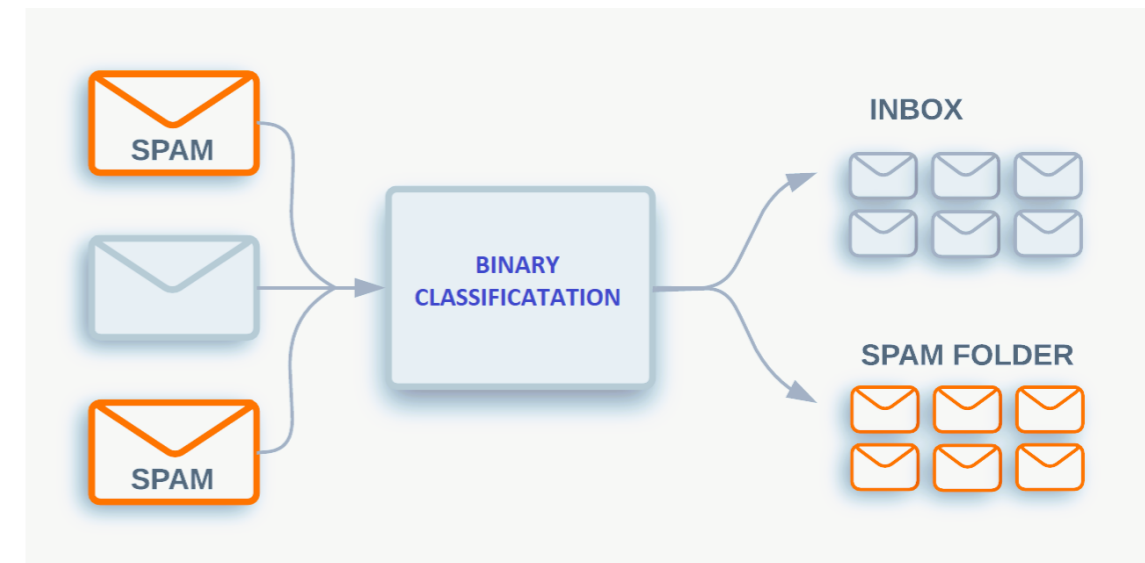 SPAM
SPAM
BINARY
CLASSIFICATATION
INBOX
SPAM FOLDER